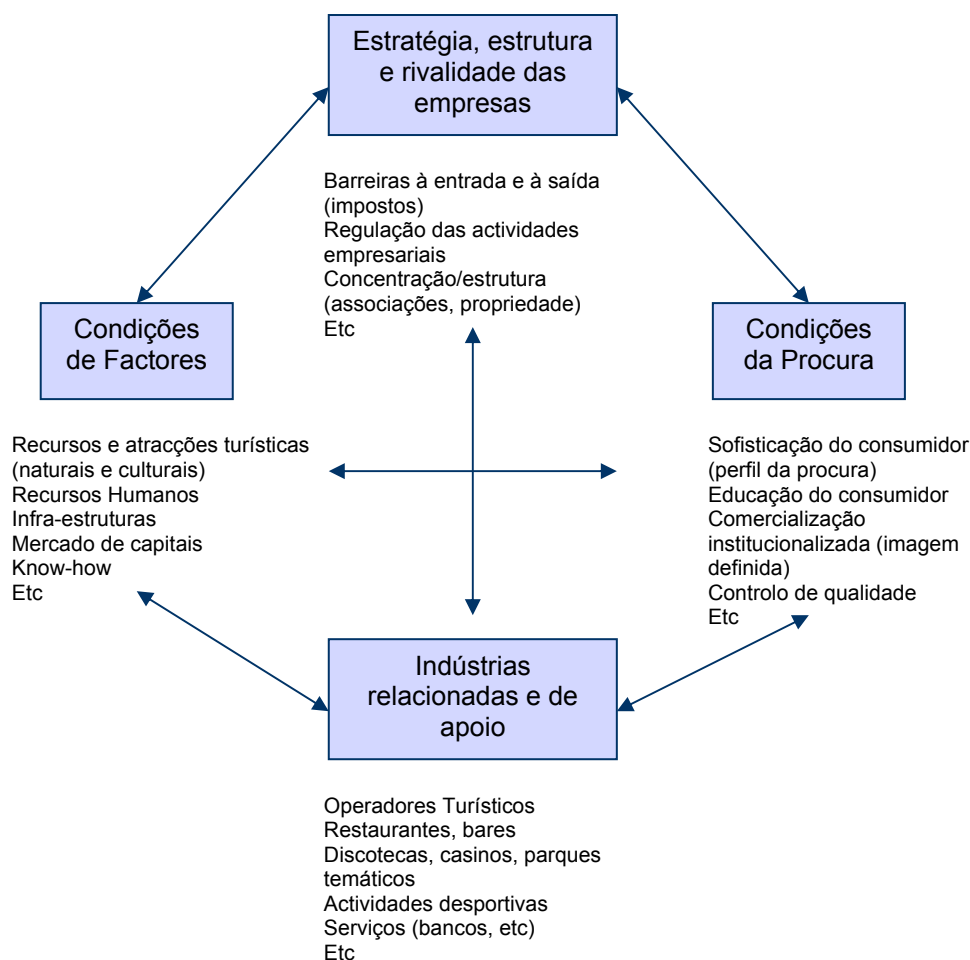 Estratégia, estrutura
e rivalidade das
empresas
Barreiras à entrada e à saída
(impostos)
Regulação das actividades
empresariais
Concentração/estrutura
(associações, propriedade)
Etc
Condições
de Factores
Condições
da Procura
Recursos e atracções turísticas
(naturais e culturais)
Recursos Humanos
Infra-estruturas
Mercado de capitais
Know-how
Etc
Sofisticação do consumidor
(perfil da procura)
Educação do consumidor
Comercialização
institucionalizada (imagem
definida)
Controlo de qualidade
Etc
Indústrias
relacionadas e de
apoio
Operadores Turísticos
Restaurantes, bares
Discotecas, casinos, parques
temáticos
Actividades desportivas
Serviços (bancos, etc)
Etc